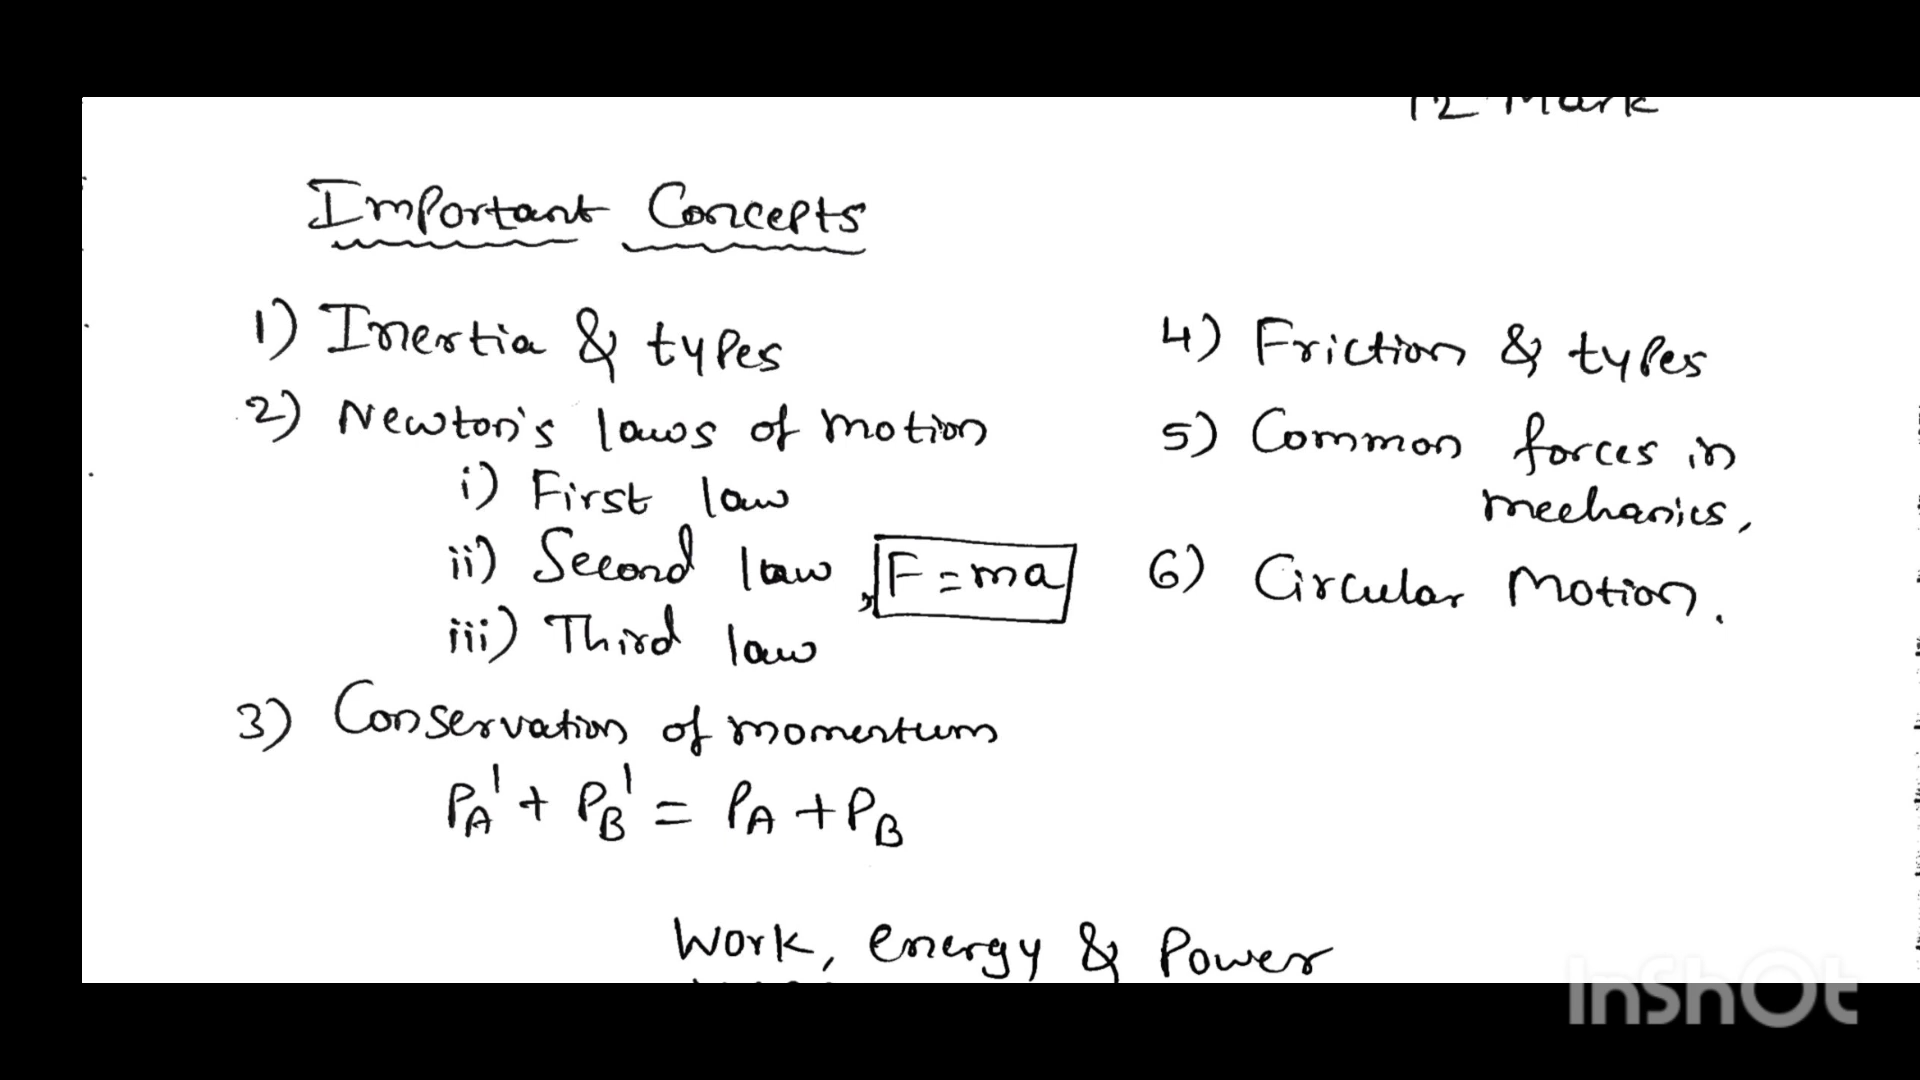 12 Mark
Important Concepts
1) Inertia & types
2) Newton's laws of motion
i) First law
ii) Second law, F = ma
iii) Third law
3) Conservation of momentum
PA' + PB' = PA + PB
4) Friction & types
5) Common forces in
mechanics,
6) Circular Motion.
Work, energy & Power
InShOt